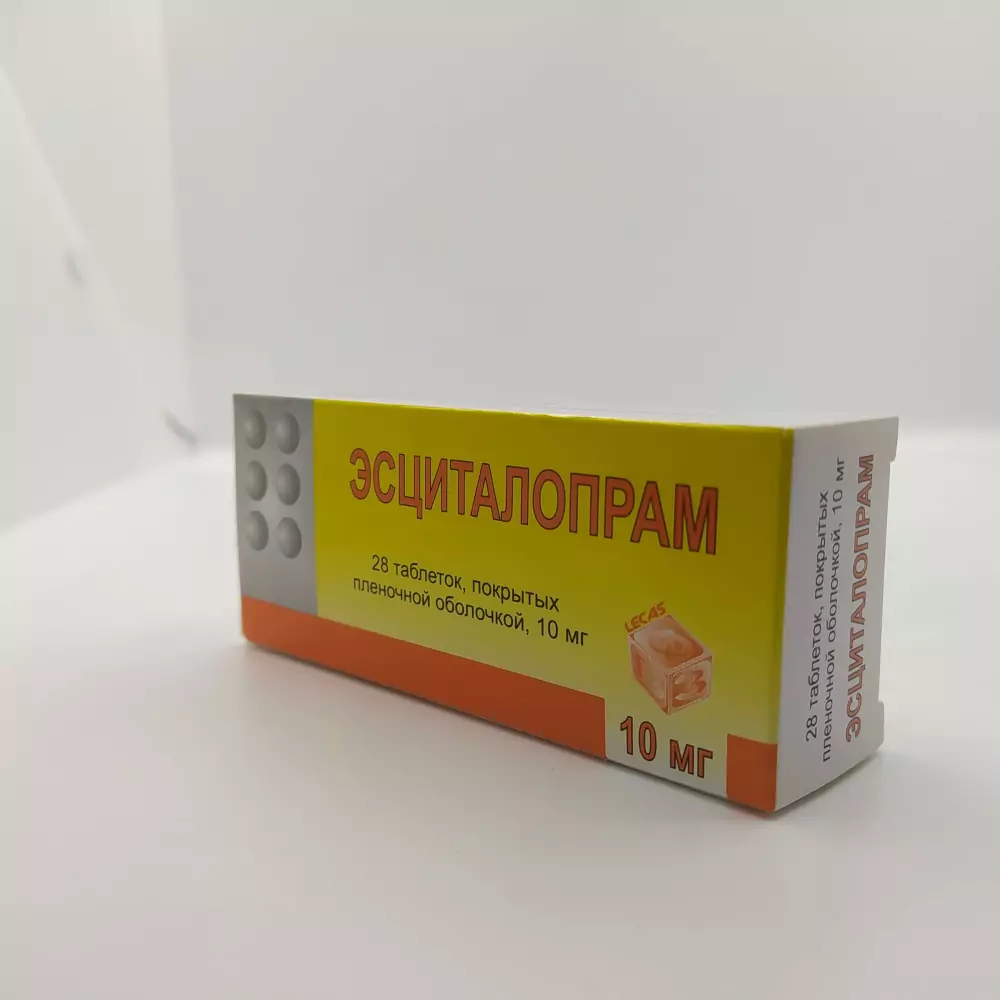 ЭСЦИТАЛОПРАМ
28 таблеток, покрытых
пленочной оболочкой, 10 мг
LECAS
10 мг
28 таблеток, покрытых
пленочной оболочкой, 10 мг
ЭСЦИТАЛОПРАМ